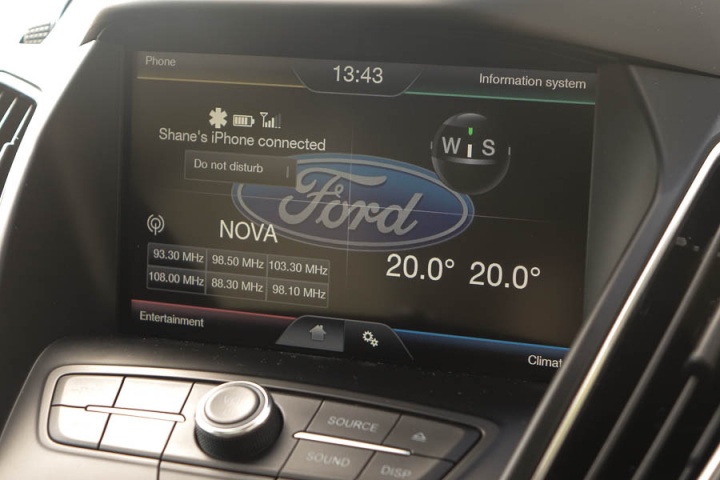 Phone
13:43
Information system
Shane's iPhone connected
Do not disturb
W S
Ford
NOVA
93.30 MHz 98.50 MHz 103.30 MHz
108.00 MHz 88.30 MHz 98.10 MHz
20.0° 20.0°
Entertainment
Climat
SOURCE
SOUND
DISP